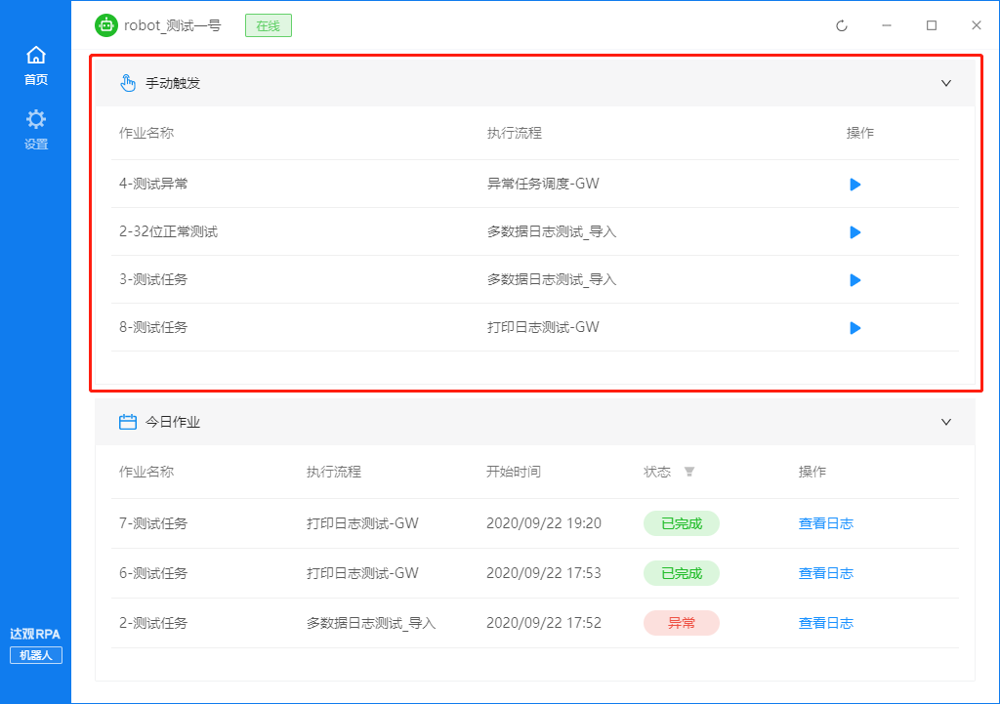 robot_测试一号 在线
首页
设置
手动触发
作业名称 执行流程 操作
4-测试异常 异常任务调度-GW
2-32位正常测试 多数据日志测试_导入
3-测试任务 多数据日志测试_导入
8-测试任务 打印日志测试-GW
今日作业
作业名称 执行流程 开始时间 状态 操作
7-测试任务 打印日志测试-GW 2020/09/22 19:20 已完成 查看日志
6-测试任务 打印日志测试-GW 2020/09/22 17:53 已完成 查看日志
2-测试任务 多数据日志测试_导入 2020/09/22 17:52 异常 查看日志
达观RPA
机器人